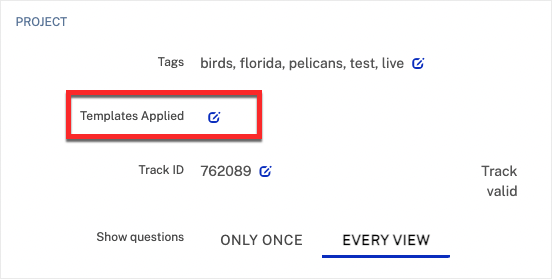 PROJECT
Tags birds, florida, pelicans, test, live
Templates Applied
Track ID 762089 Track
valid
Show questions ONLY ONCE EVERY VIEW